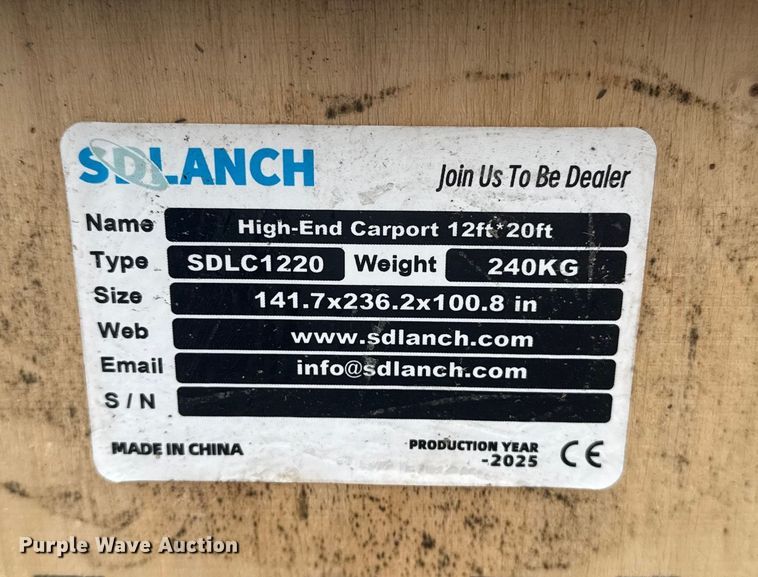 SDLANCH Join Us To Be Dealer
Name High-End Carport 12ft*20ft
Type SDLC1220 Weight 240KG
Size 141.7x236.2x100.8 in
Web www.sdlanch.com
Email info@sdlanch.com
S / N
MADE IN CHINA PRODUCTION YEAR
-2025 CE
Purple Wave Auction